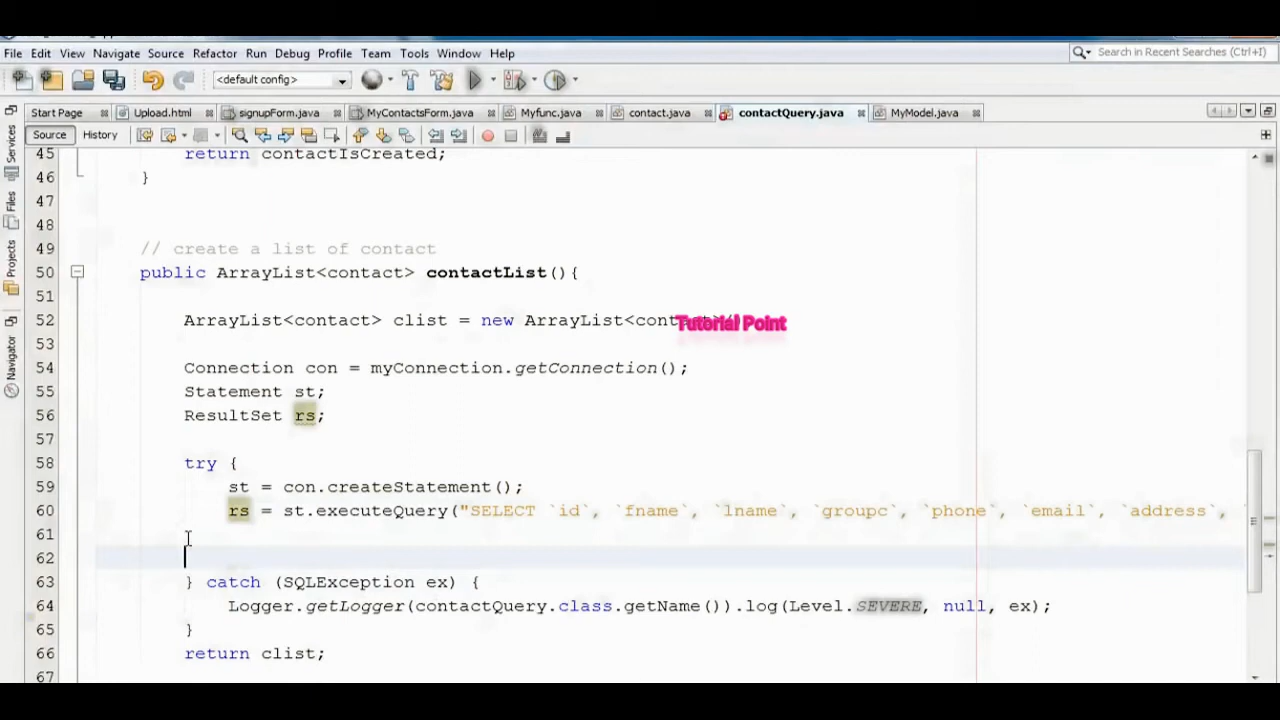 File Edit View Navigate Source Refactor Run Debug Profile Team Tools Window Help
Search in Recent Searches (Ctrl+I)
<default config>
Start Page Upload.html signupForm.java MyContactsForm.java Myfunc.java contact.java contactQuery.java MyModel.java
Source History
Services
Files
Projects
Navigator
45 return contactIsCreated;
46 }
47
48
49 // create a list of contact
50 public ArrayList<contact> contactList(){
51
52 ArrayList<contact> clist = new ArrayList<cont
Tutorial Point
53
54 Connection con = myConnection.getConnection();
55 Statement st;
56 ResultSet rs;
57
58 try {
59 st = con.createStatement();
60 rs = st.executeQuery("SELECT `id`, `fname`, `lname`, `groupc`, `phone`, `email`, `address`, `
61
62
63 } catch (SQLException ex) {
64 Logger.getLogger(contactQuery.class.getName()).log(Level.SEVERE, null, ex);
65 }
66 return clist;
67